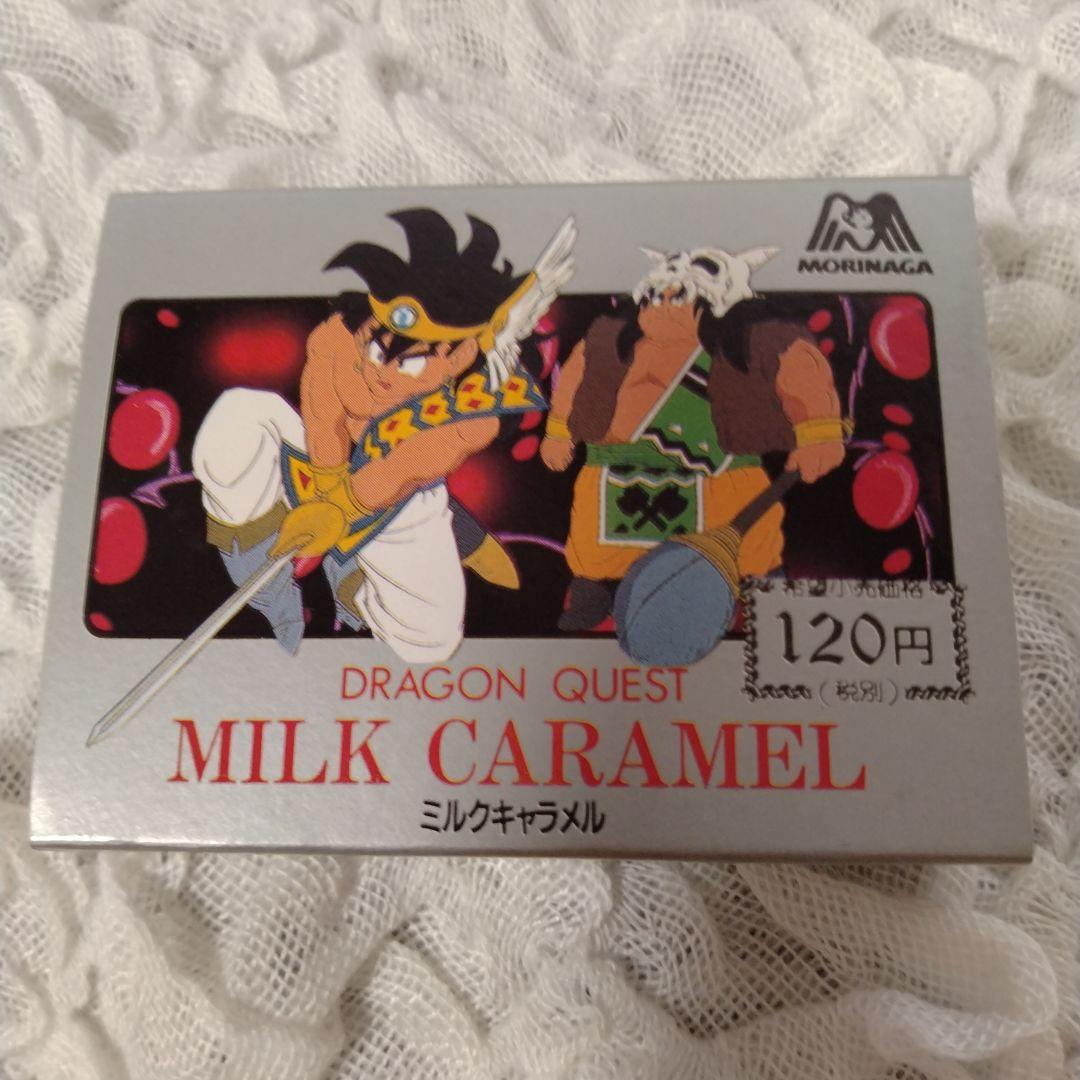 MORINAGA
希望小売価格
120円
(税別)
DRAGON QUEST
MILK CARAMEL
ミルクキャラメル